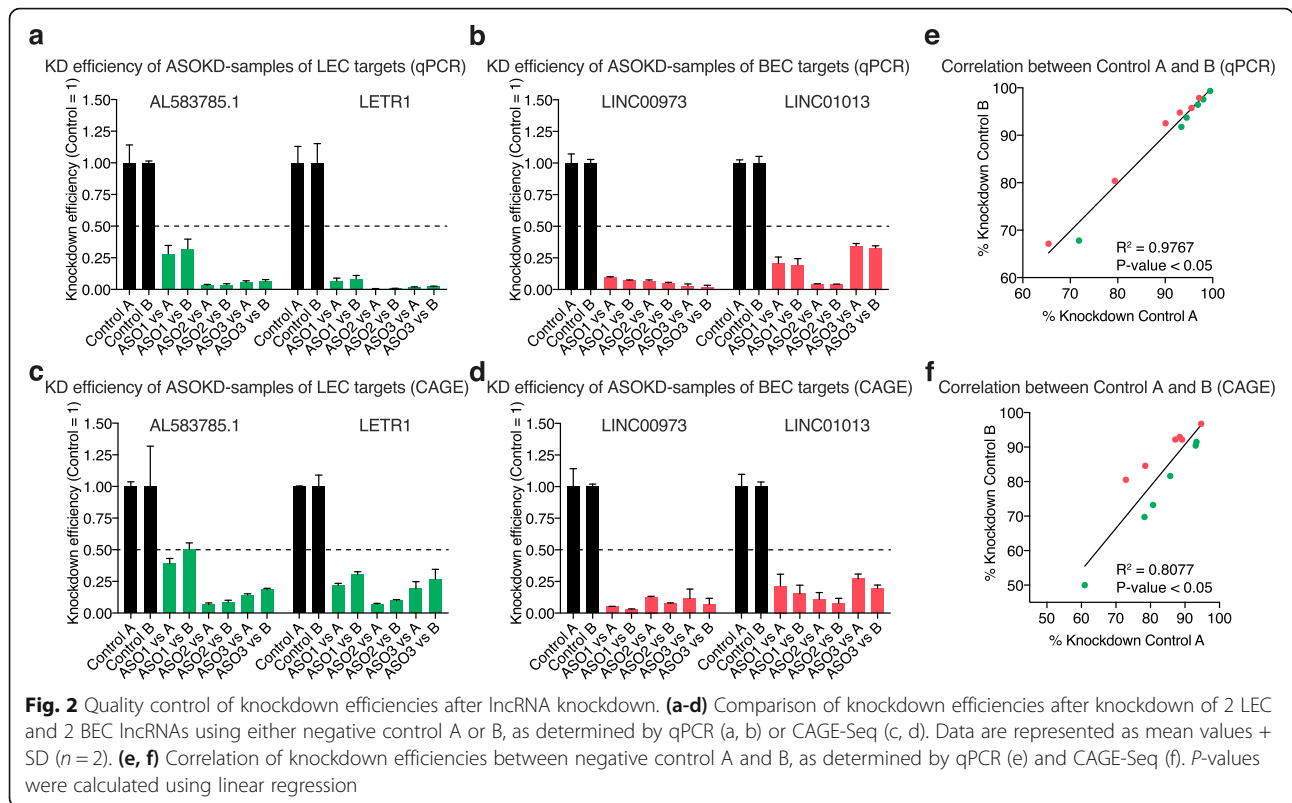 a
KD efficiency of ASOKD-samples of LEC targets (qPCR)
AL583785.1
LETR1
Knockdown efficiency (Control = 1)
1.50
1.25
1.00
0.75
0.50
0.25
0.00
Control A
Control B
ASO1 vs A
ASO1 vs B
ASO2 vs A
ASO2 vs B
ASO3 vs A
ASO3 vs B
Control A
Control B
ASO1 vs A
ASO1 vs B
ASO2 vs A
ASO2 vs B
ASO3 vs A
ASO3 vs B
b
KD efficiency of ASOKD-samples of BEC targets (qPCR)
LINC00973
LINC01013
Knockdown efficiency (Control = 1)
1.50
1.25
1.00
0.75
0.50
0.25
0.00
Control A
Control B
ASO1 vs A
ASO1 vs B
ASO2 vs A
ASO2 vs B
ASO3 vs A
ASO3 vs B
Control A
Control B
ASO1 vs A
ASO1 vs B
ASO2 vs A
ASO2 vs B
ASO3 vs A
ASO3 vs B
e
Correlation between Control A and B (qPCR)
% Knockdown Control B
100
90
80
70
60
R² = 0.9767
P-value < 0.05
60
70
80
90
100
% Knockdown Control A
c
KD efficiency of ASOKD-samples of LEC targets (CAGE)
AL583785.1
LETR1
Knockdown efficiency (Control = 1)
1.50
1.25
1.00
0.75
0.50
0.25
0.00
Control A
Control B
ASO1 vs A
ASO1 vs B
ASO2 vs A
ASO2 vs B
ASO3 vs A
ASO3 vs B
Control A
Control B
ASO1 vs A
ASO1 vs B
ASO2 vs A
ASO2 vs B
ASO3 vs A
ASO3 vs B
d
KD efficiency of ASOKD-samples of BEC targets (CAGE)
LINC00973
LINC01013
Knockdown efficiency (Control = 1)
1.50
1.25
1.00
0.75
0.50
0.25
0.00
Control A
Control B
ASO1 vs A
ASO1 vs B
ASO2 vs A
ASO2 vs B
ASO3 vs A
ASO3 vs B
Control A
Control B
ASO1 vs A
ASO1 vs B
ASO2 vs A
ASO2 vs B
ASO3 vs A
ASO3 vs B
f
Correlation between Control A and B (CAGE)
% Knockdown Control B
100
90
80
70
60
50
R² = 0.8077
P-value < 0.05
50
60
70
80
90
100
% Knockdown Control A
Fig. 2 Quality control of knockdown efficiencies after lncRNA knockdown. (a-d) Comparison of knockdown efficiencies after knockdown of 2 LEC
and 2 BEC lncRNAs using either negative control A or B, as determined by qPCR (a, b) or CAGE-Seq (c, d). Data are represented as mean values +
SD (n = 2). (e, f) Correlation of knockdown efficiencies between negative control A and B, as determined by qPCR (e) and CAGE-Seq (f). P-values
were calculated using linear regression